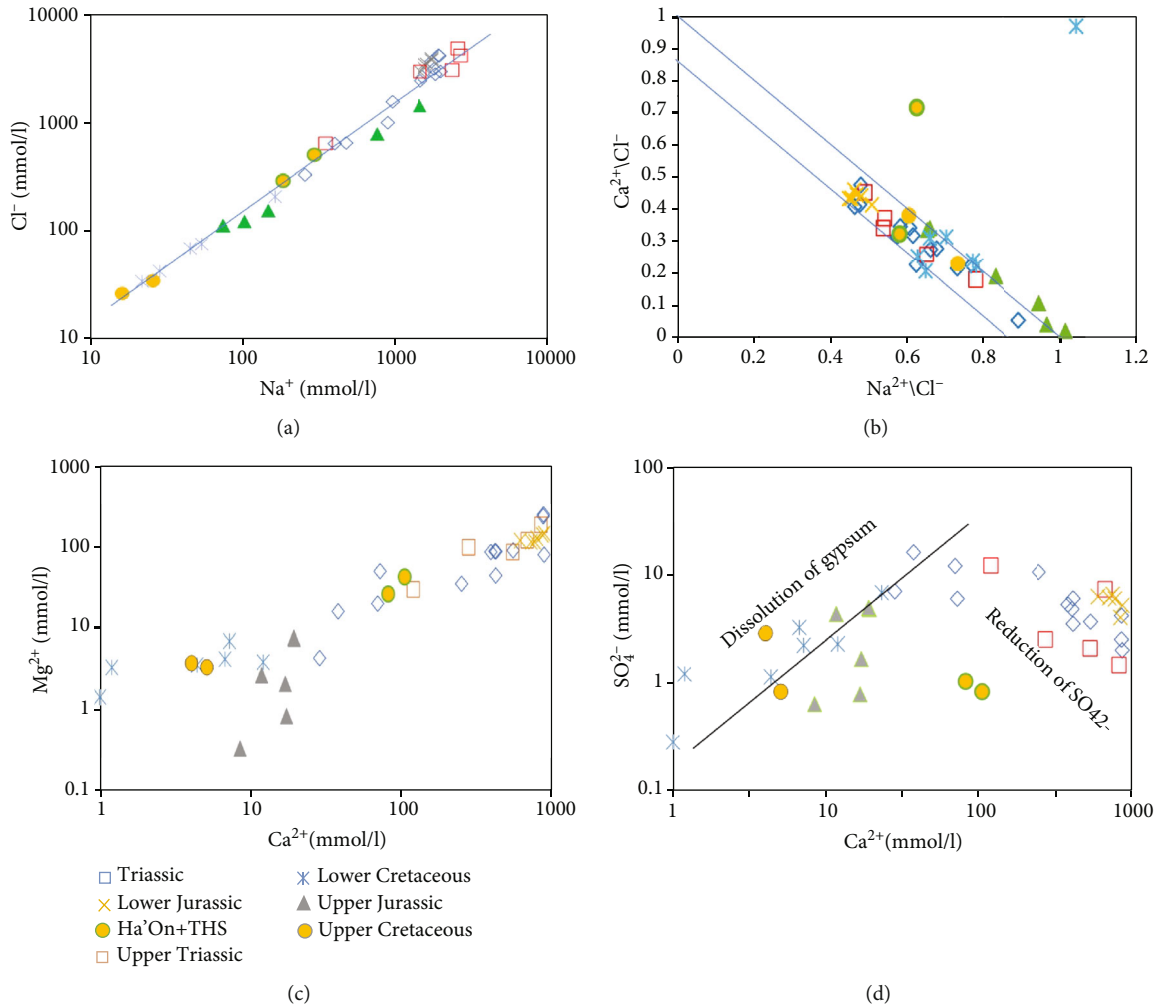 10000
1000
100
10
Cl⁻ (mmol/l)
10 100 1000 10000
Na⁺ (mmol/l)
(a)
1
0.9
0.8
0.7
0.6
0.5
0.4
0.3
0.2
0.1
0
Ca²⁺\Cl⁻
0 0.2 0.4 0.6 0.8 1 1.2
Na²⁺\Cl⁻
(b)
1000
100
10
1
0.1
Mg²⁺ (mmol/l)
1 10 100 1000
Ca²⁺(mmol/l)
Triassic
Lower Jurassic
Ha'On+THS
Upper Triassic
Lower Cretaceous
Upper Jurassic
Upper Cretaceous
(c)
100
10
1
0.1
SO₄²⁻ (mmol/l)
Dissolution of gypsum
Reduction of SO42-
1 10 100 1000
Ca²⁺(mmol/l)
(d)